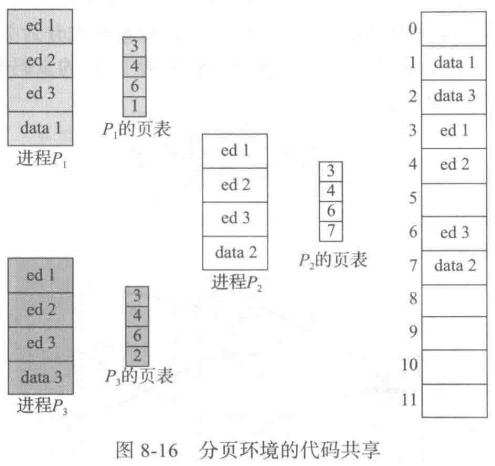 ed 1
ed 2
ed 3
data 1
进程P₁
3
4
6
1
P₁的页表
ed 1
ed 2
ed 3
data 2
进程P₂
3
4
6
7
P₂的页表
ed 1
ed 2
ed 3
data 3
进程P₃
3
4
6
2
P₃的页表
0
1 data 1
2 data 3
3 ed 1
4 ed 2
5
6 ed 3
7 data 2
8
9
10
11
图 8-16 分页环境的代码共享